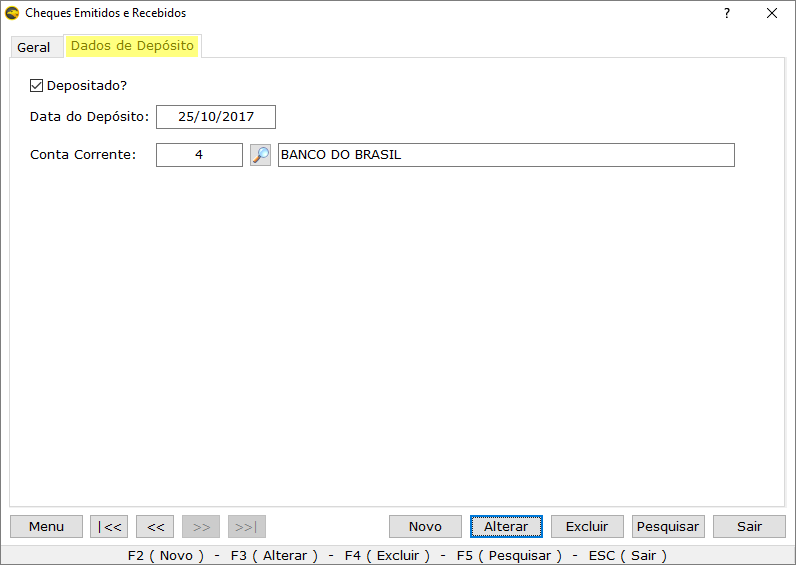 Cheques Emitidos e Recebidos ?
Geral Dados de Depósito
Depositado?
Data do Depósito: 25/10/2017
Conta Corrente: 4 BANCO DO BRASIL
Menu |<< << >> >>| Novo Alterar Excluir Pesquisar Sair
F2 ( Novo ) - F3 ( Alterar ) - F4 ( Excluir ) - F5 ( Pesquisar ) - ESC ( Sair )